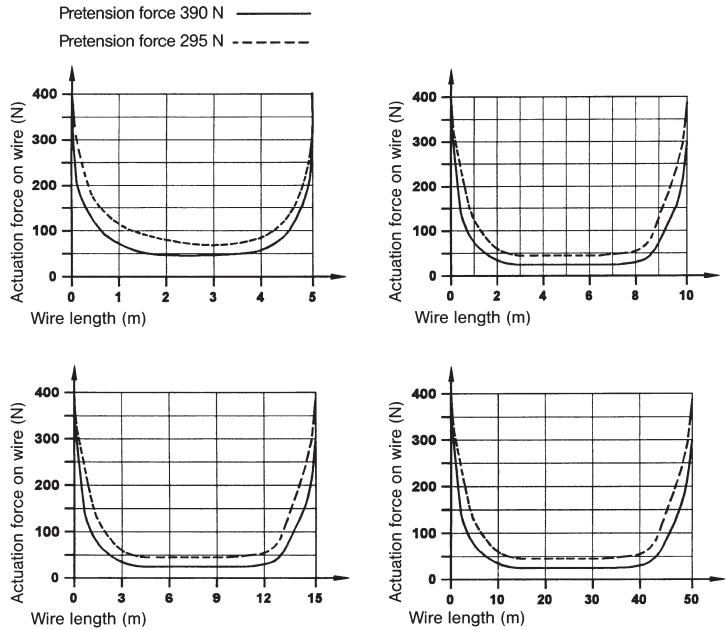 Pretension force 390 N
Pretension force 295 N
Actuation force on wire (N)
400
300
200
100
0
0 1 2 3 4 5
Wire length (m)
Actuation force on wire (N)
400
300
200
100
0
0 2 4 6 8 10
Wire length (m)
Actuation force on wire (N)
400
300
200
100
0
0 3 6 9 12 15
Wire length (m)
Actuation force on wire (N)
400
300
200
100
0
0 10 20 30 40 50
Wire length (m)